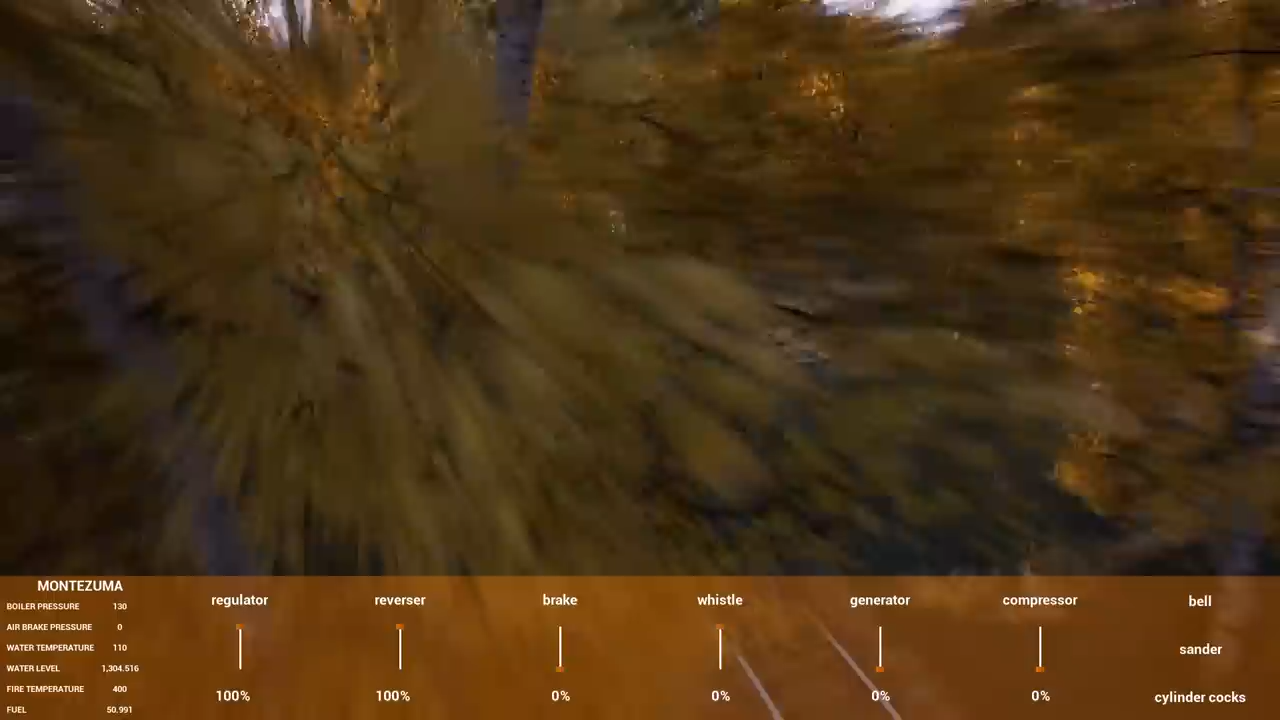 MONTEZUMA
BOILER PRESSURE 130
AIR BRAKE PRESSURE 0
WATER TEMPERATURE 110
WATER LEVEL 1,304.516
FIRE TEMPERATURE 400
FUEL 50.991
regulator
100%
reverser
100%
brake
0%
whistle
0%
generator
0%
compressor
0%
bell
sander
cylinder cocks